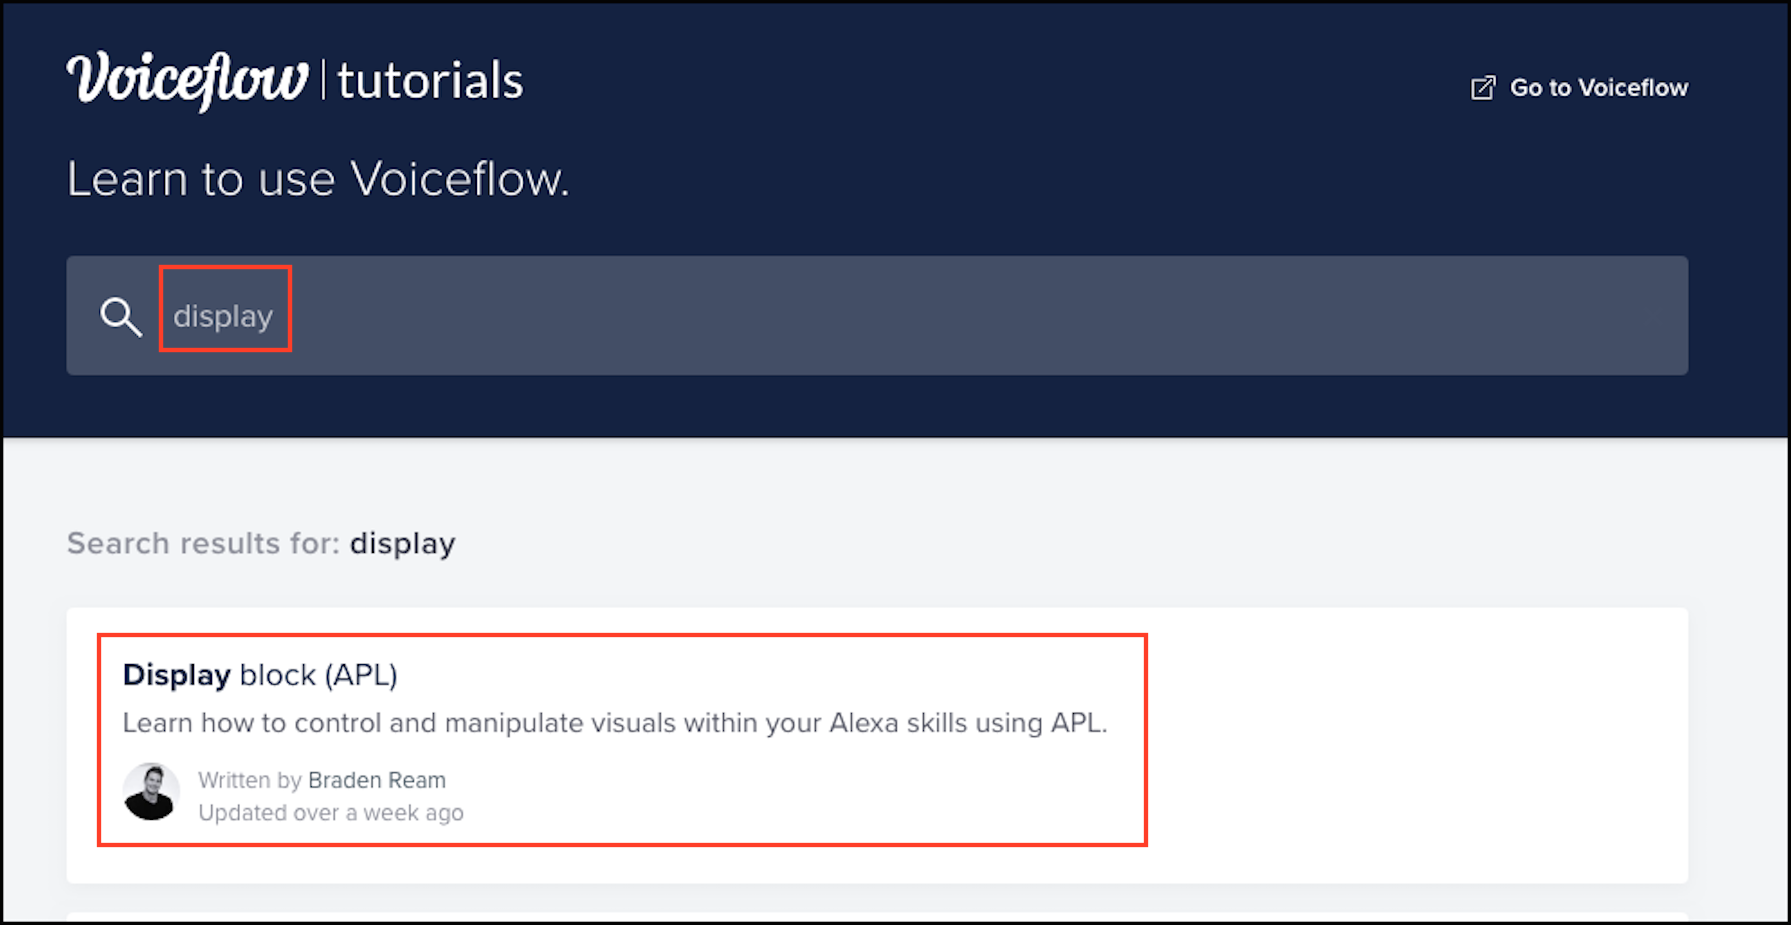 Voiceflow | tutorials
Go to Voiceflow
Learn to use Voiceflow.
display
Search results for: display
Display block (APL)
Learn how to control and manipulate visuals within your Alexa skills using APL.
Written by Braden Ream
Updated over a week ago